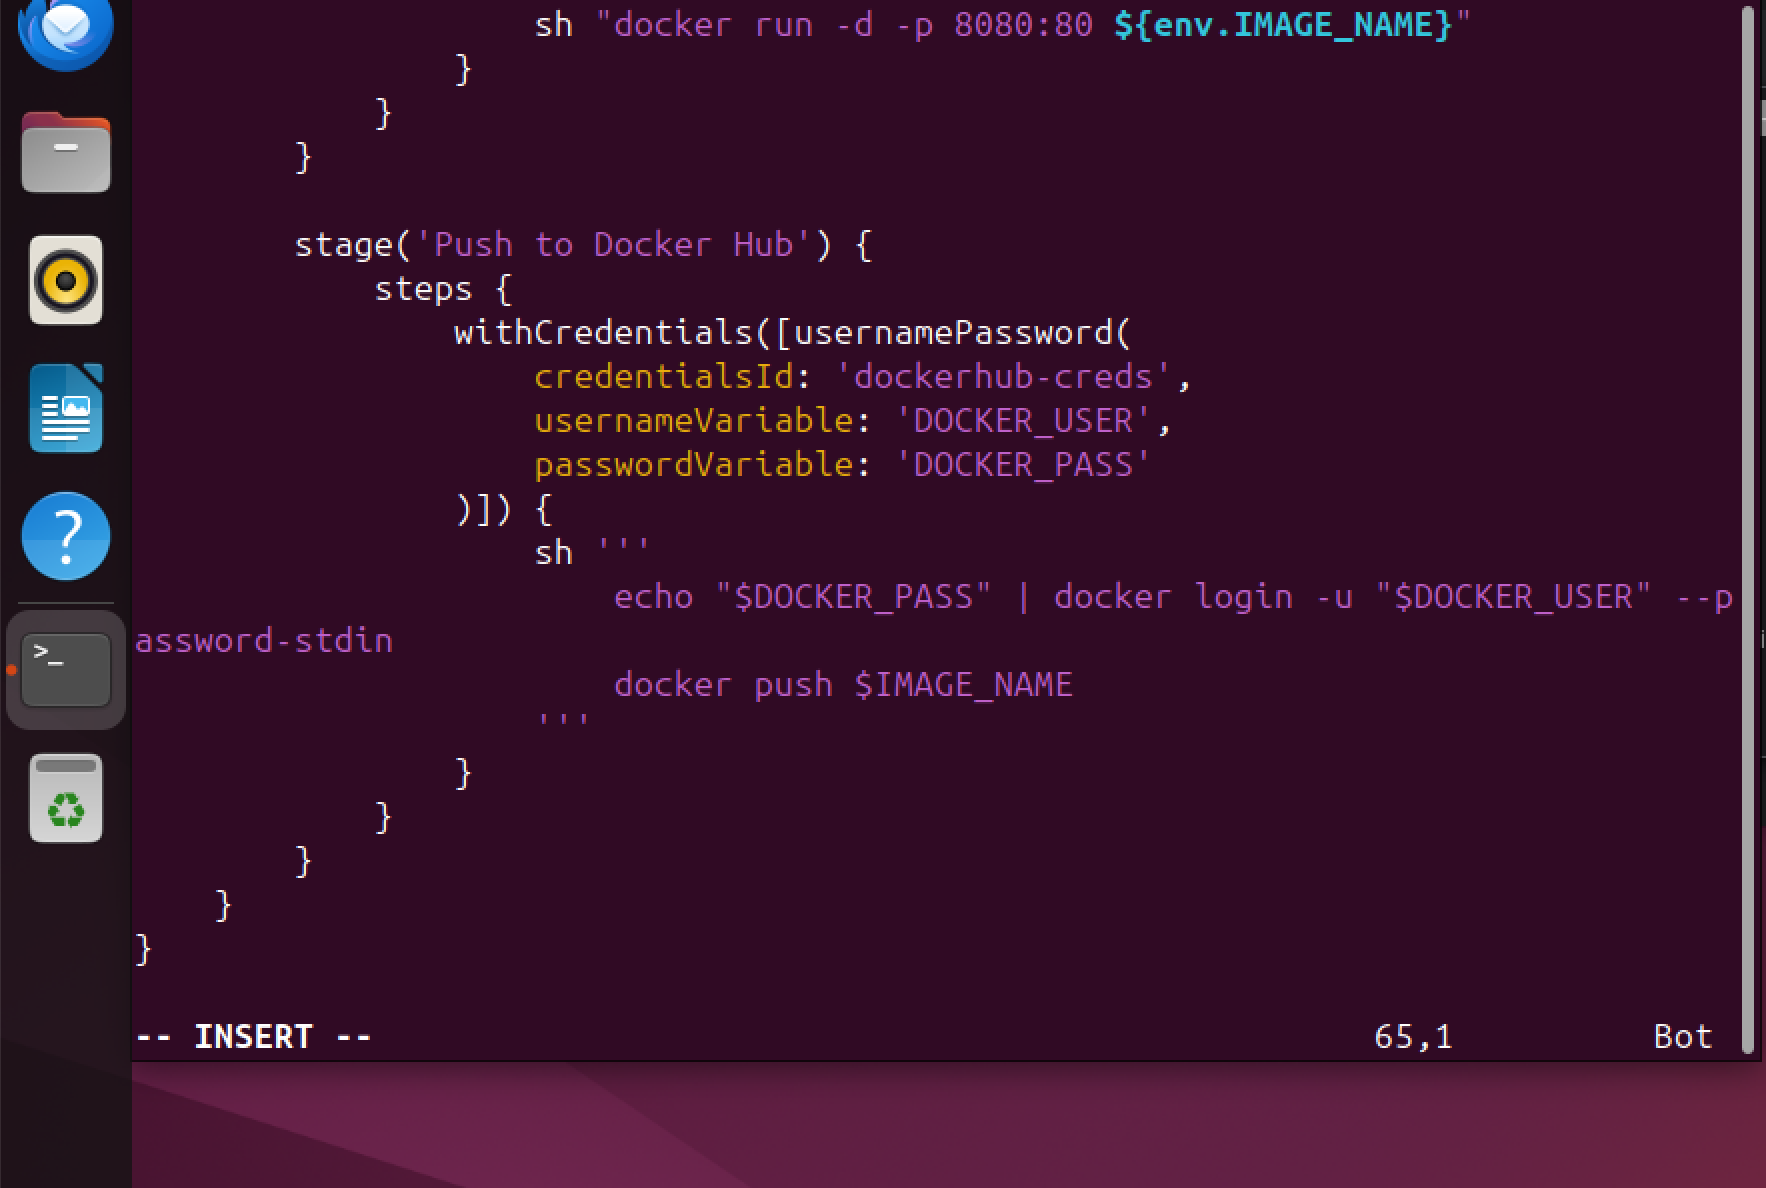 sh "docker run -d -p 8080:80 ${env.IMAGE_NAME}"
}
}
}
stage('Push to Docker Hub') {
steps {
withCredentials([usernamePassword(
credentialsId: 'dockerhub-creds',
usernameVariable: 'DOCKER_USER',
passwordVariable: 'DOCKER_PASS'
)]) {
sh '''
echo "$DOCKER_PASS" | docker login -u "$DOCKER_USER" --p
assword-stdin
docker push $IMAGE_NAME
'''
}
}
}
}
}
-- INSERT -- 65,1 Bot